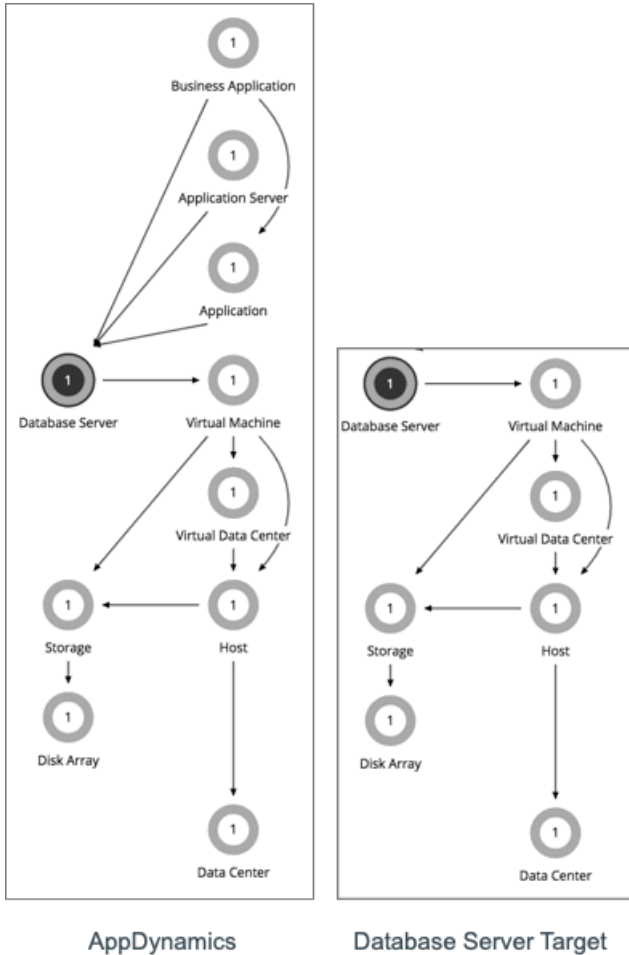 1
Business Application
1
Application Server
1
Application
1
Database Server
1
Virtual Machine
1
Virtual Data Center
1
Storage
1
Host
1
Disk Array
1
Data Center
AppDynamics
1
Database Server
1
Virtual Machine
1
Virtual Data Center
1
Storage
1
Host
1
Disk Array
1
Data Center
Database Server Target